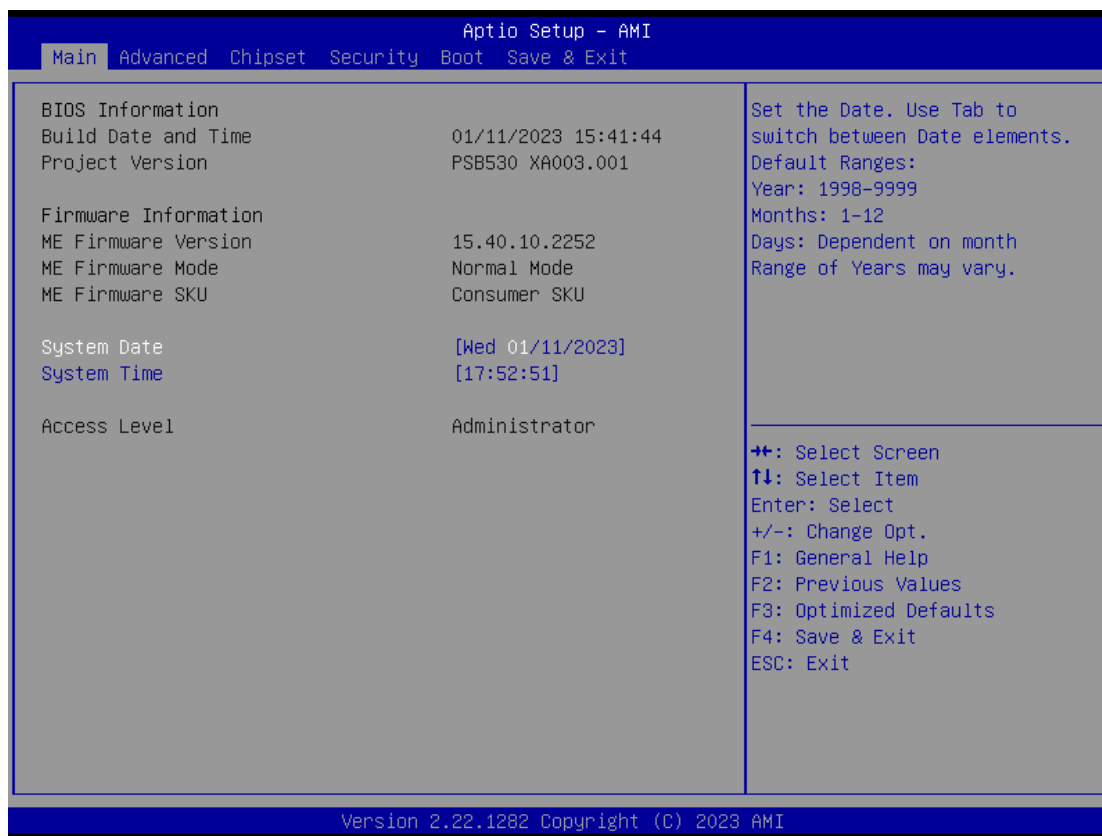 Aptio Setup – AMI
Main Advanced Chipset Security Boot Save & Exit
BIOS Information
Build Date and Time 01/11/2023 15:41:44
Project Version PSB530 XA003.001
Firmware Information
ME Firmware Version 15.40.10.2252
ME Firmware Mode Normal Mode
ME Firmware SKU Consumer SKU
System Date [Wed 01/11/2023]
System Time [17:52:51]
Access Level Administrator
Set the Date. Use Tab to
switch between Date elements.
Default Ranges:
Year: 1998-9999
Months: 1-12
Days: Dependent on month
Range of Years may vary.
→←: Select Screen
↑↓: Select Item
Enter: Select
+/-: Change Opt.
F1: General Help
F2: Previous Values
F3: Optimized Defaults
F4: Save & Exit
ESC: Exit
Version 2.22.1282 Copyright (C) 2023 AMI